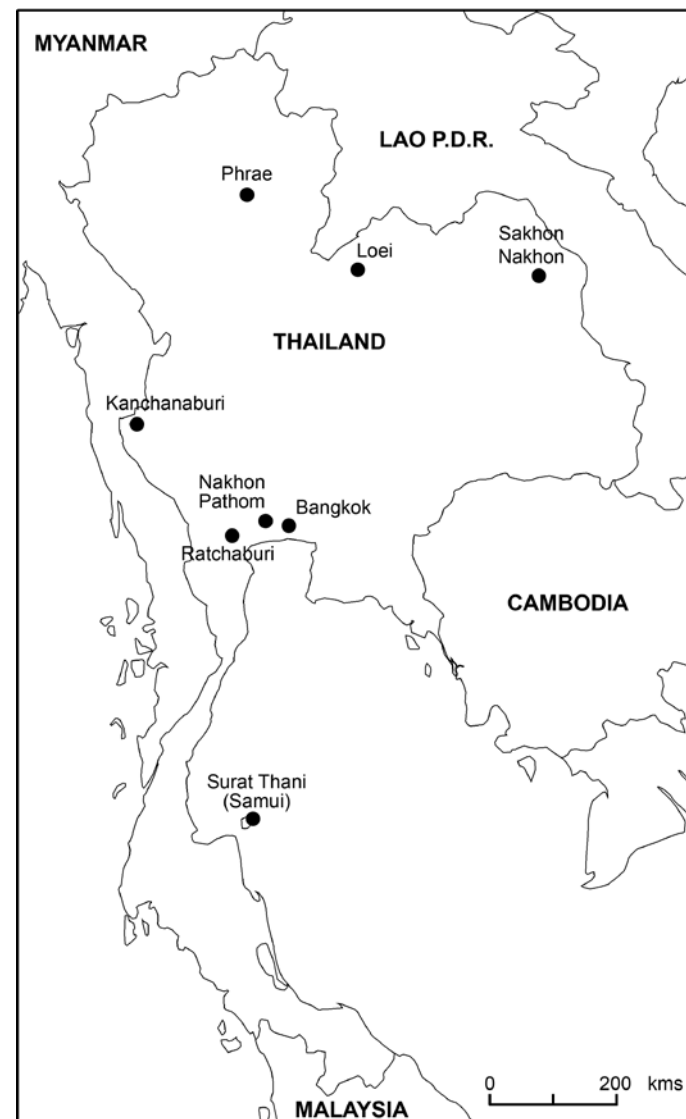 MYANMAR
LAO P.D.R.
Phrae
Sakhon
Nakhon
Loei
THAILAND
Kanchanaburi
Nakhon
Pathom
Bangkok
Ratchaburi
CAMBODIA
Surat Thani
(Samui)
0 200 kms
MALAYSIA